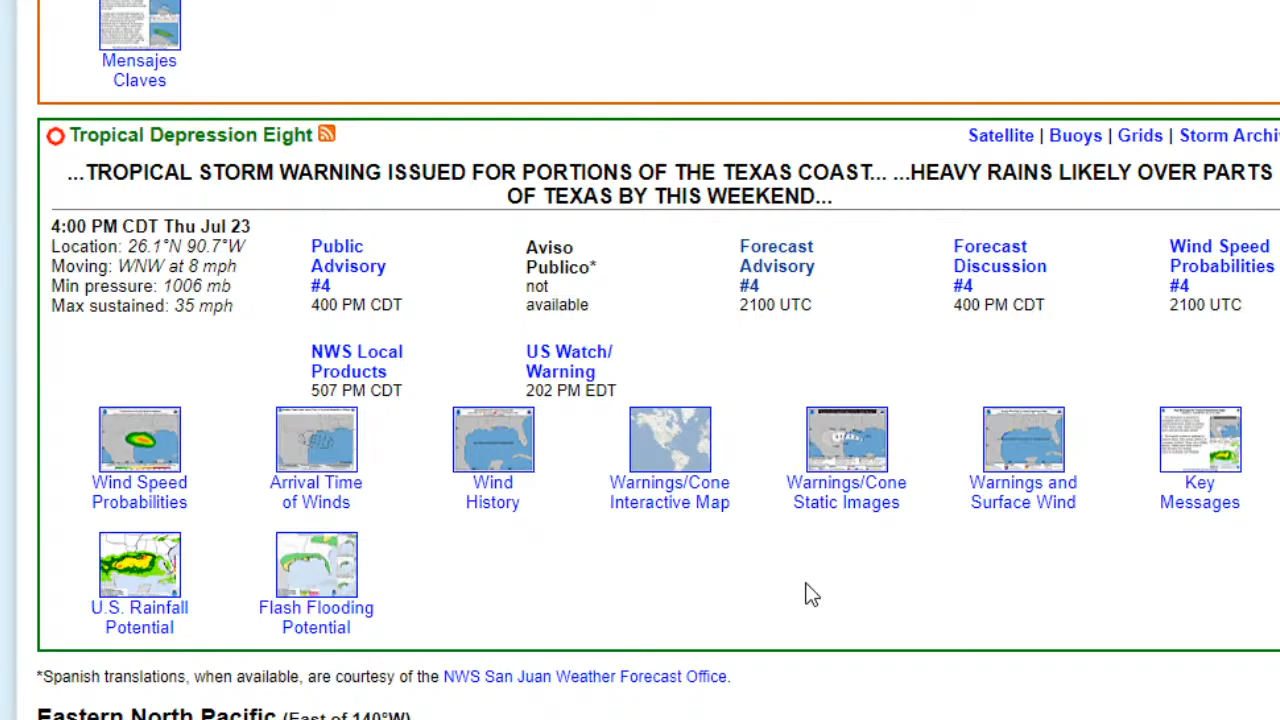 Mensajes
Claves
Tropical Depression Eight
Satellite | Buoys | Grids | Storm Archi
...TROPICAL STORM WARNING ISSUED FOR PORTIONS OF THE TEXAS COAST... ...HEAVY RAINS LIKELY OVER PARTS
OF TEXAS BY THIS WEEKEND...
4:00 PM CDT Thu Jul 23
Location: 26.1°N 90.7°W
Moving: WNW at 8 mph
Min pressure: 1006 mb
Max sustained: 35 mph
Public
Advisory
#4
400 PM CDT
Aviso
Publico*
not
available
Forecast
Advisory
#4
2100 UTC
Forecast
Discussion
#4
400 PM CDT
Wind Speed
Probabilities
#4
2100 UTC
NWS Local
Products
507 PM CDT
US Watch/
Warning
202 PM EDT
Wind Speed
Probabilities
Arrival Time
of Winds
Wind
History
Warnings/Cone
Interactive Map
Warnings/Cone
Static Images
Warnings and
Surface Wind
Key
Messages
U.S. Rainfall
Potential
Flash Flooding
Potential
*Spanish translations, when available, are courtesy of the NWS San Juan Weather Forecast Office.
Eastern North Pacific (East of 140°W)